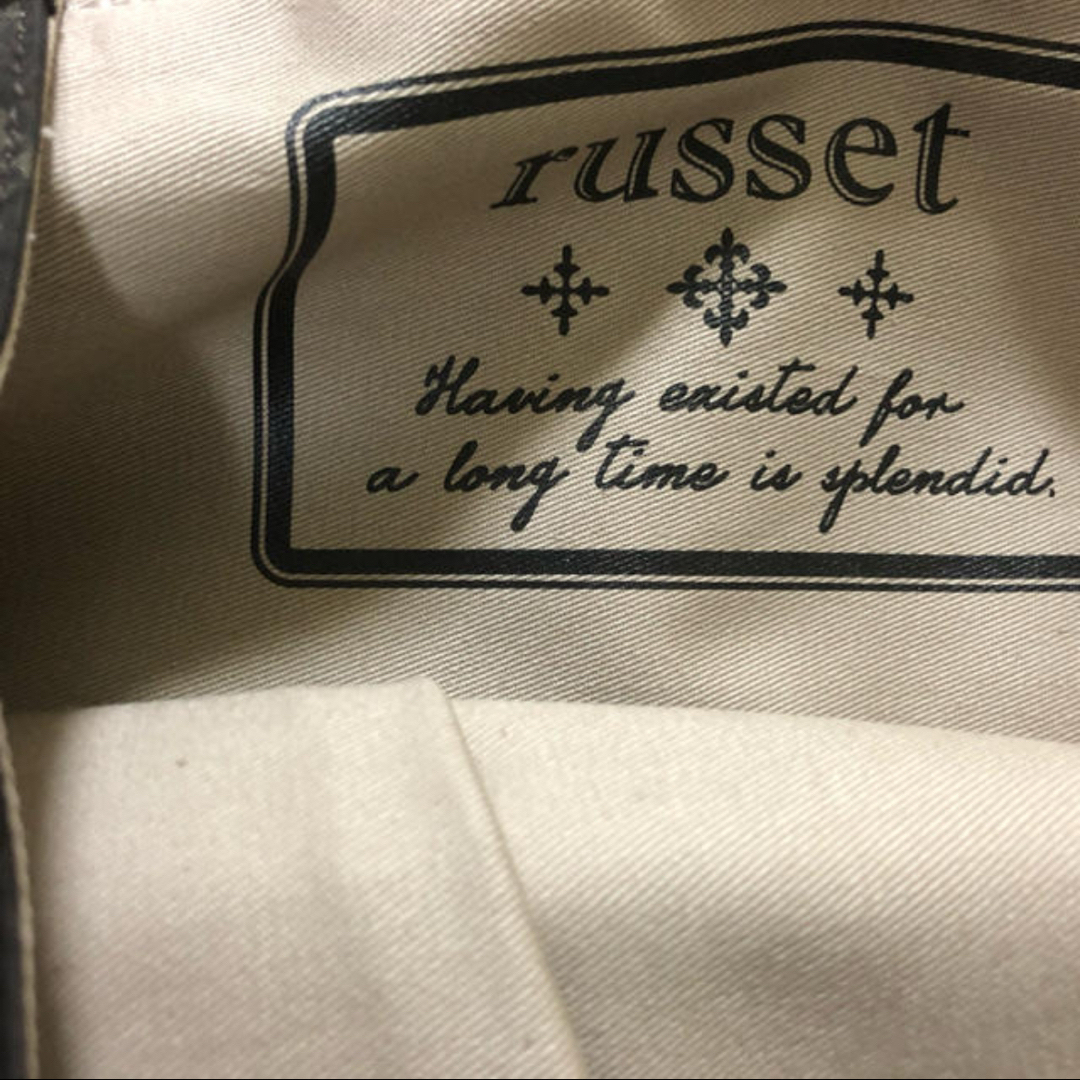 russet
Having existed for
a long time is splendid.